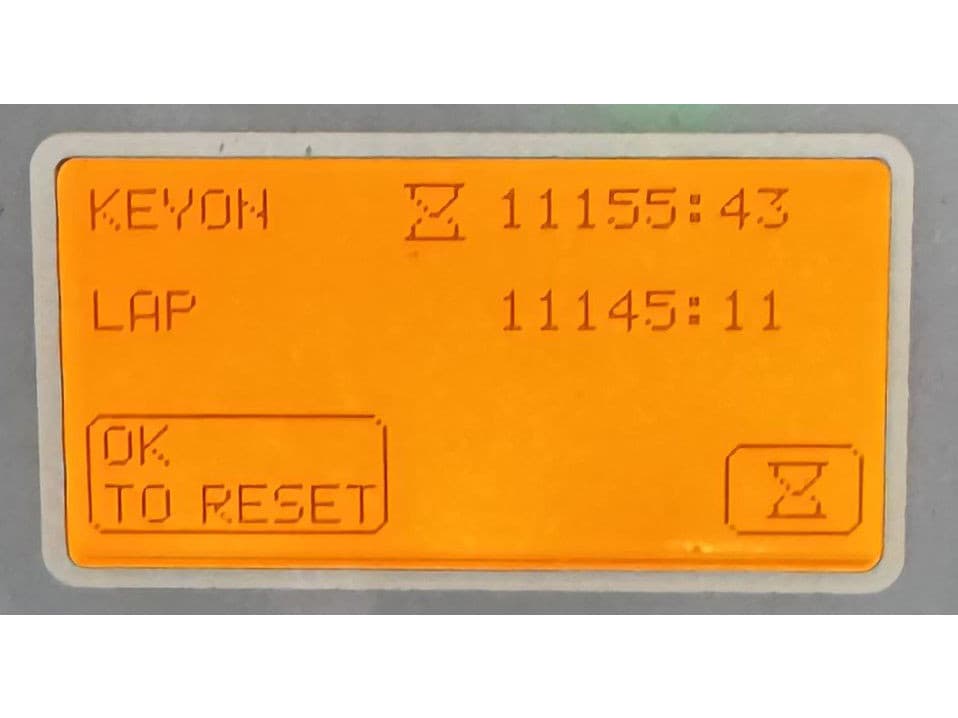 KEYON 11155:43
LAP 11145:11
OK
TO RESET